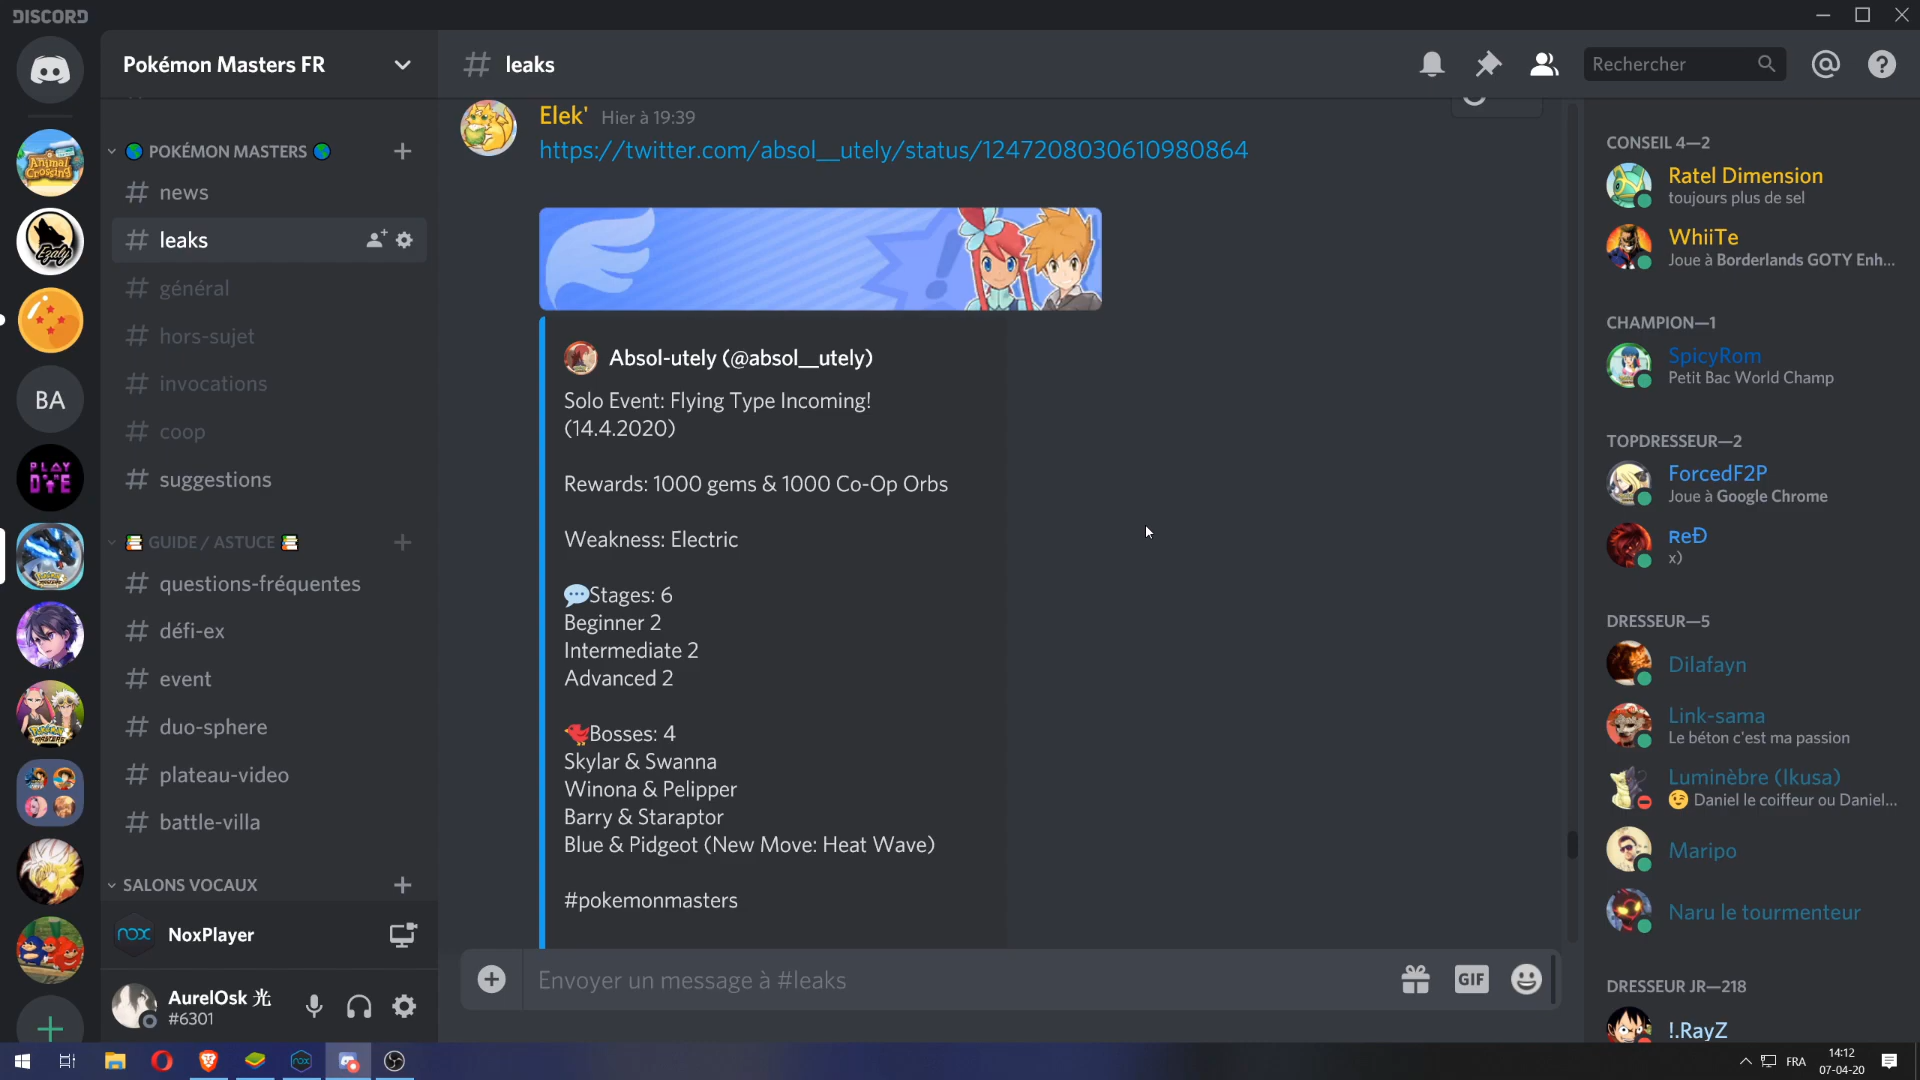 DISCORD
Pokémon Masters FR
# leaks
Rechercher
POKÉMON MASTERS
# news
# leaks
# général
# hors-sujet
# invocations
# coop
# suggestions
GUIDE / ASTUCE
# questions-fréquentes
# défi-ex
# event
# duo-sphere
# plateau-video
# battle-villa
SALONS VOCAUX
nox NoxPlayer
AurelOsk 光
#6301
Animal
Crossing
Ezaly
BA
PLAY
Elek' Hier à 19:39
https://twitter.com/absol__utely/status/1247208030610980864
Absol-utely (@absol__utely)
Solo Event: Flying Type Incoming!
(14.4.2020)
Rewards: 1000 gems & 1000 Co-Op Orbs
Weakness: Electric
💬Stages: 6
Beginner 2
Intermediate 2
Advanced 2
Bosses: 4
Skylar & Swanna
Winona & Pelipper
Barry & Staraptor
Blue & Pidgeot (New Move: Heat Wave)
#pokemonmasters
Envoyer un message à #leaks
GIF
CONSEIL 4—2
Ratel Dimension
toujours plus de sel
WhiiTe
Joue à Borderlands GOTY Enh...
CHAMPION—1
SpicyRom
Petit Bac World Champ
TOPDRESSEUR—2
ForcedF2P
Joue à Google Chrome
ʀᴇĐ
x)
DRESSEUR—5
Dilafayn
Link-sama
Le béton c'est ma passion
Luminèbre (Ikusa)
😉 Daniel le coiffeur ou Daniel...
Maripo
Naru le tourmenteur
DRESSEUR JR—218
!.RayZ
nox
FRA
14:12
07-04-20